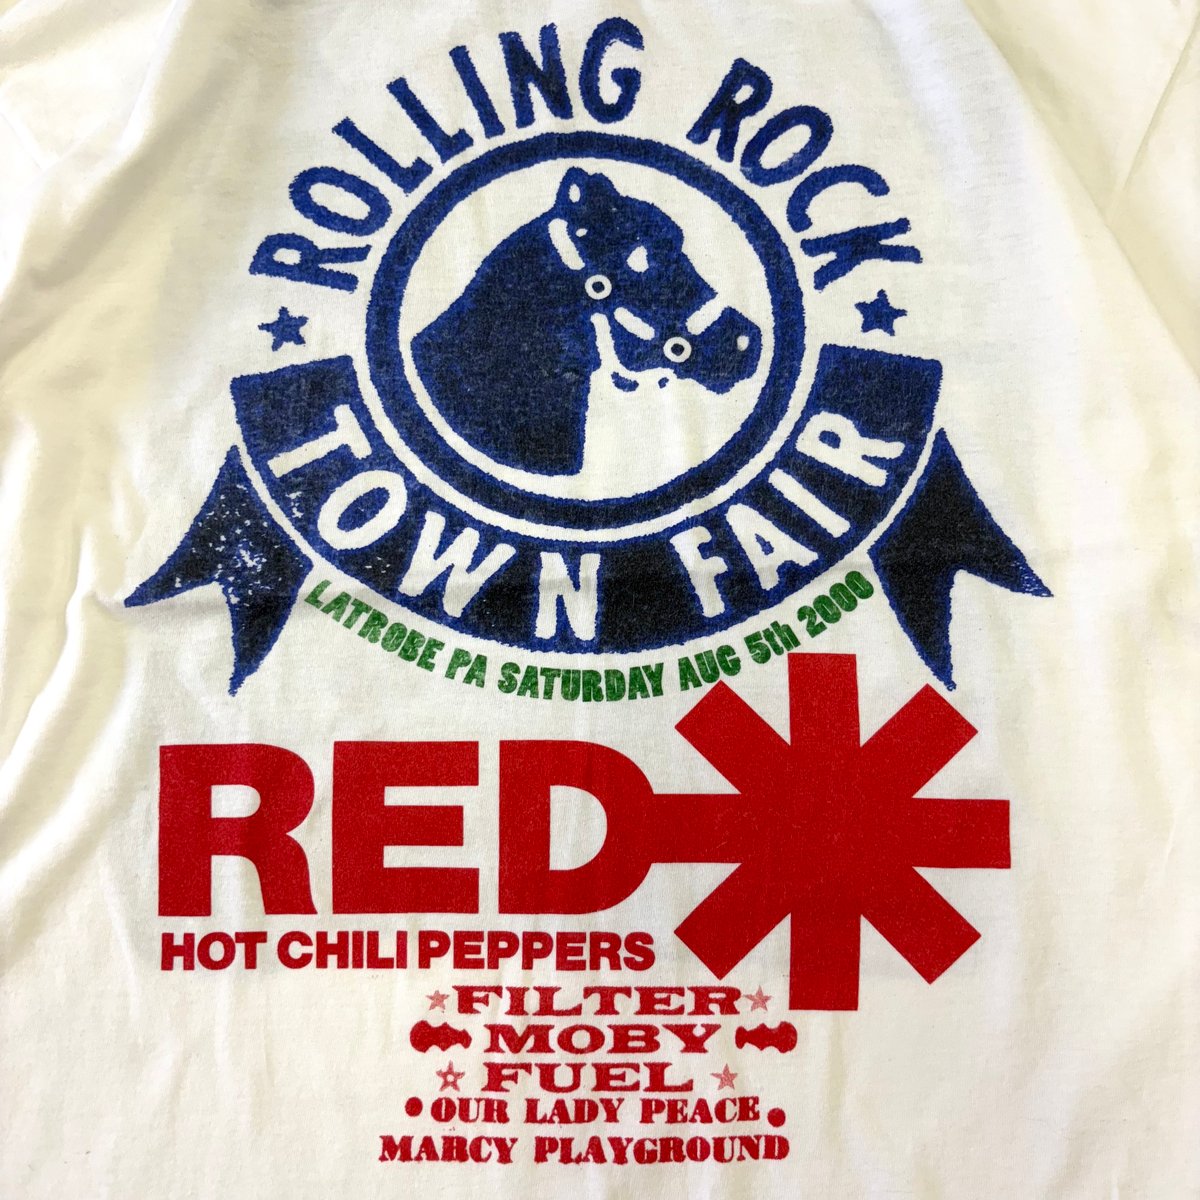 ROLLING ROCK
TOWN FAIR
LATROBE PA SATURDAY AUG 5th 2000
RED
HOT CHILI PEPPERS
FILTER
MOBY
FUEL
OUR LADY PEACE
MARCY PLAYGROUND